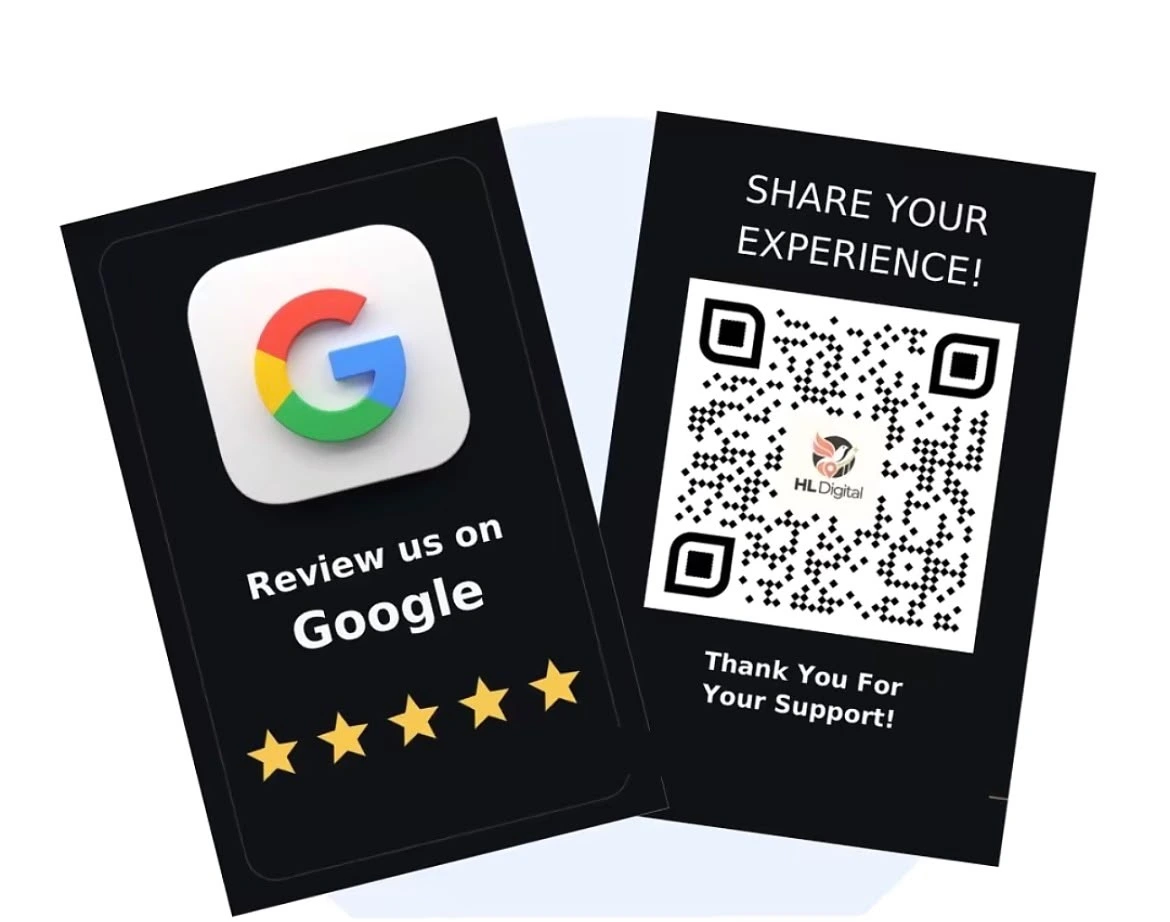 Review us on
Google
SHARE YOUR
EXPERIENCE!
HL Digital
Thank You For
Your Support!